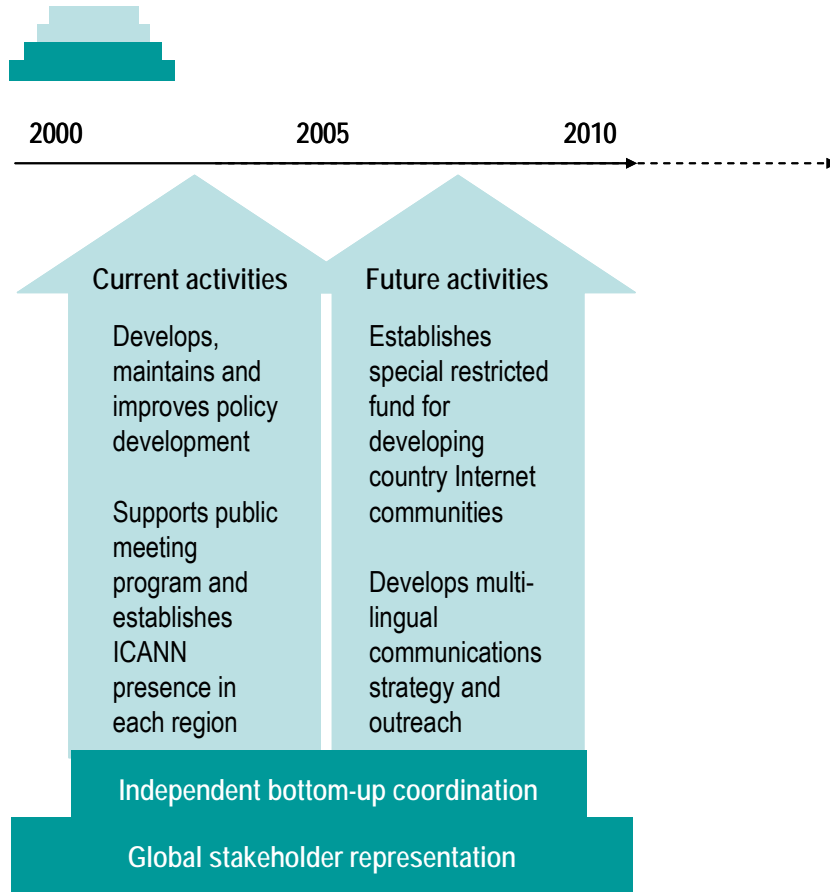 2000 2005 2010
Current activities
Develops,
maintains and
improves policy
development
Supports public
meeting
program and
establishes
ICANN
presence in
each region
Future activities
Establishes
special restricted
fund for
developing
country Internet
communities
Develops multi-
lingual
communications
strategy and
outreach
Independent bottom-up coordination
Global stakeholder representation